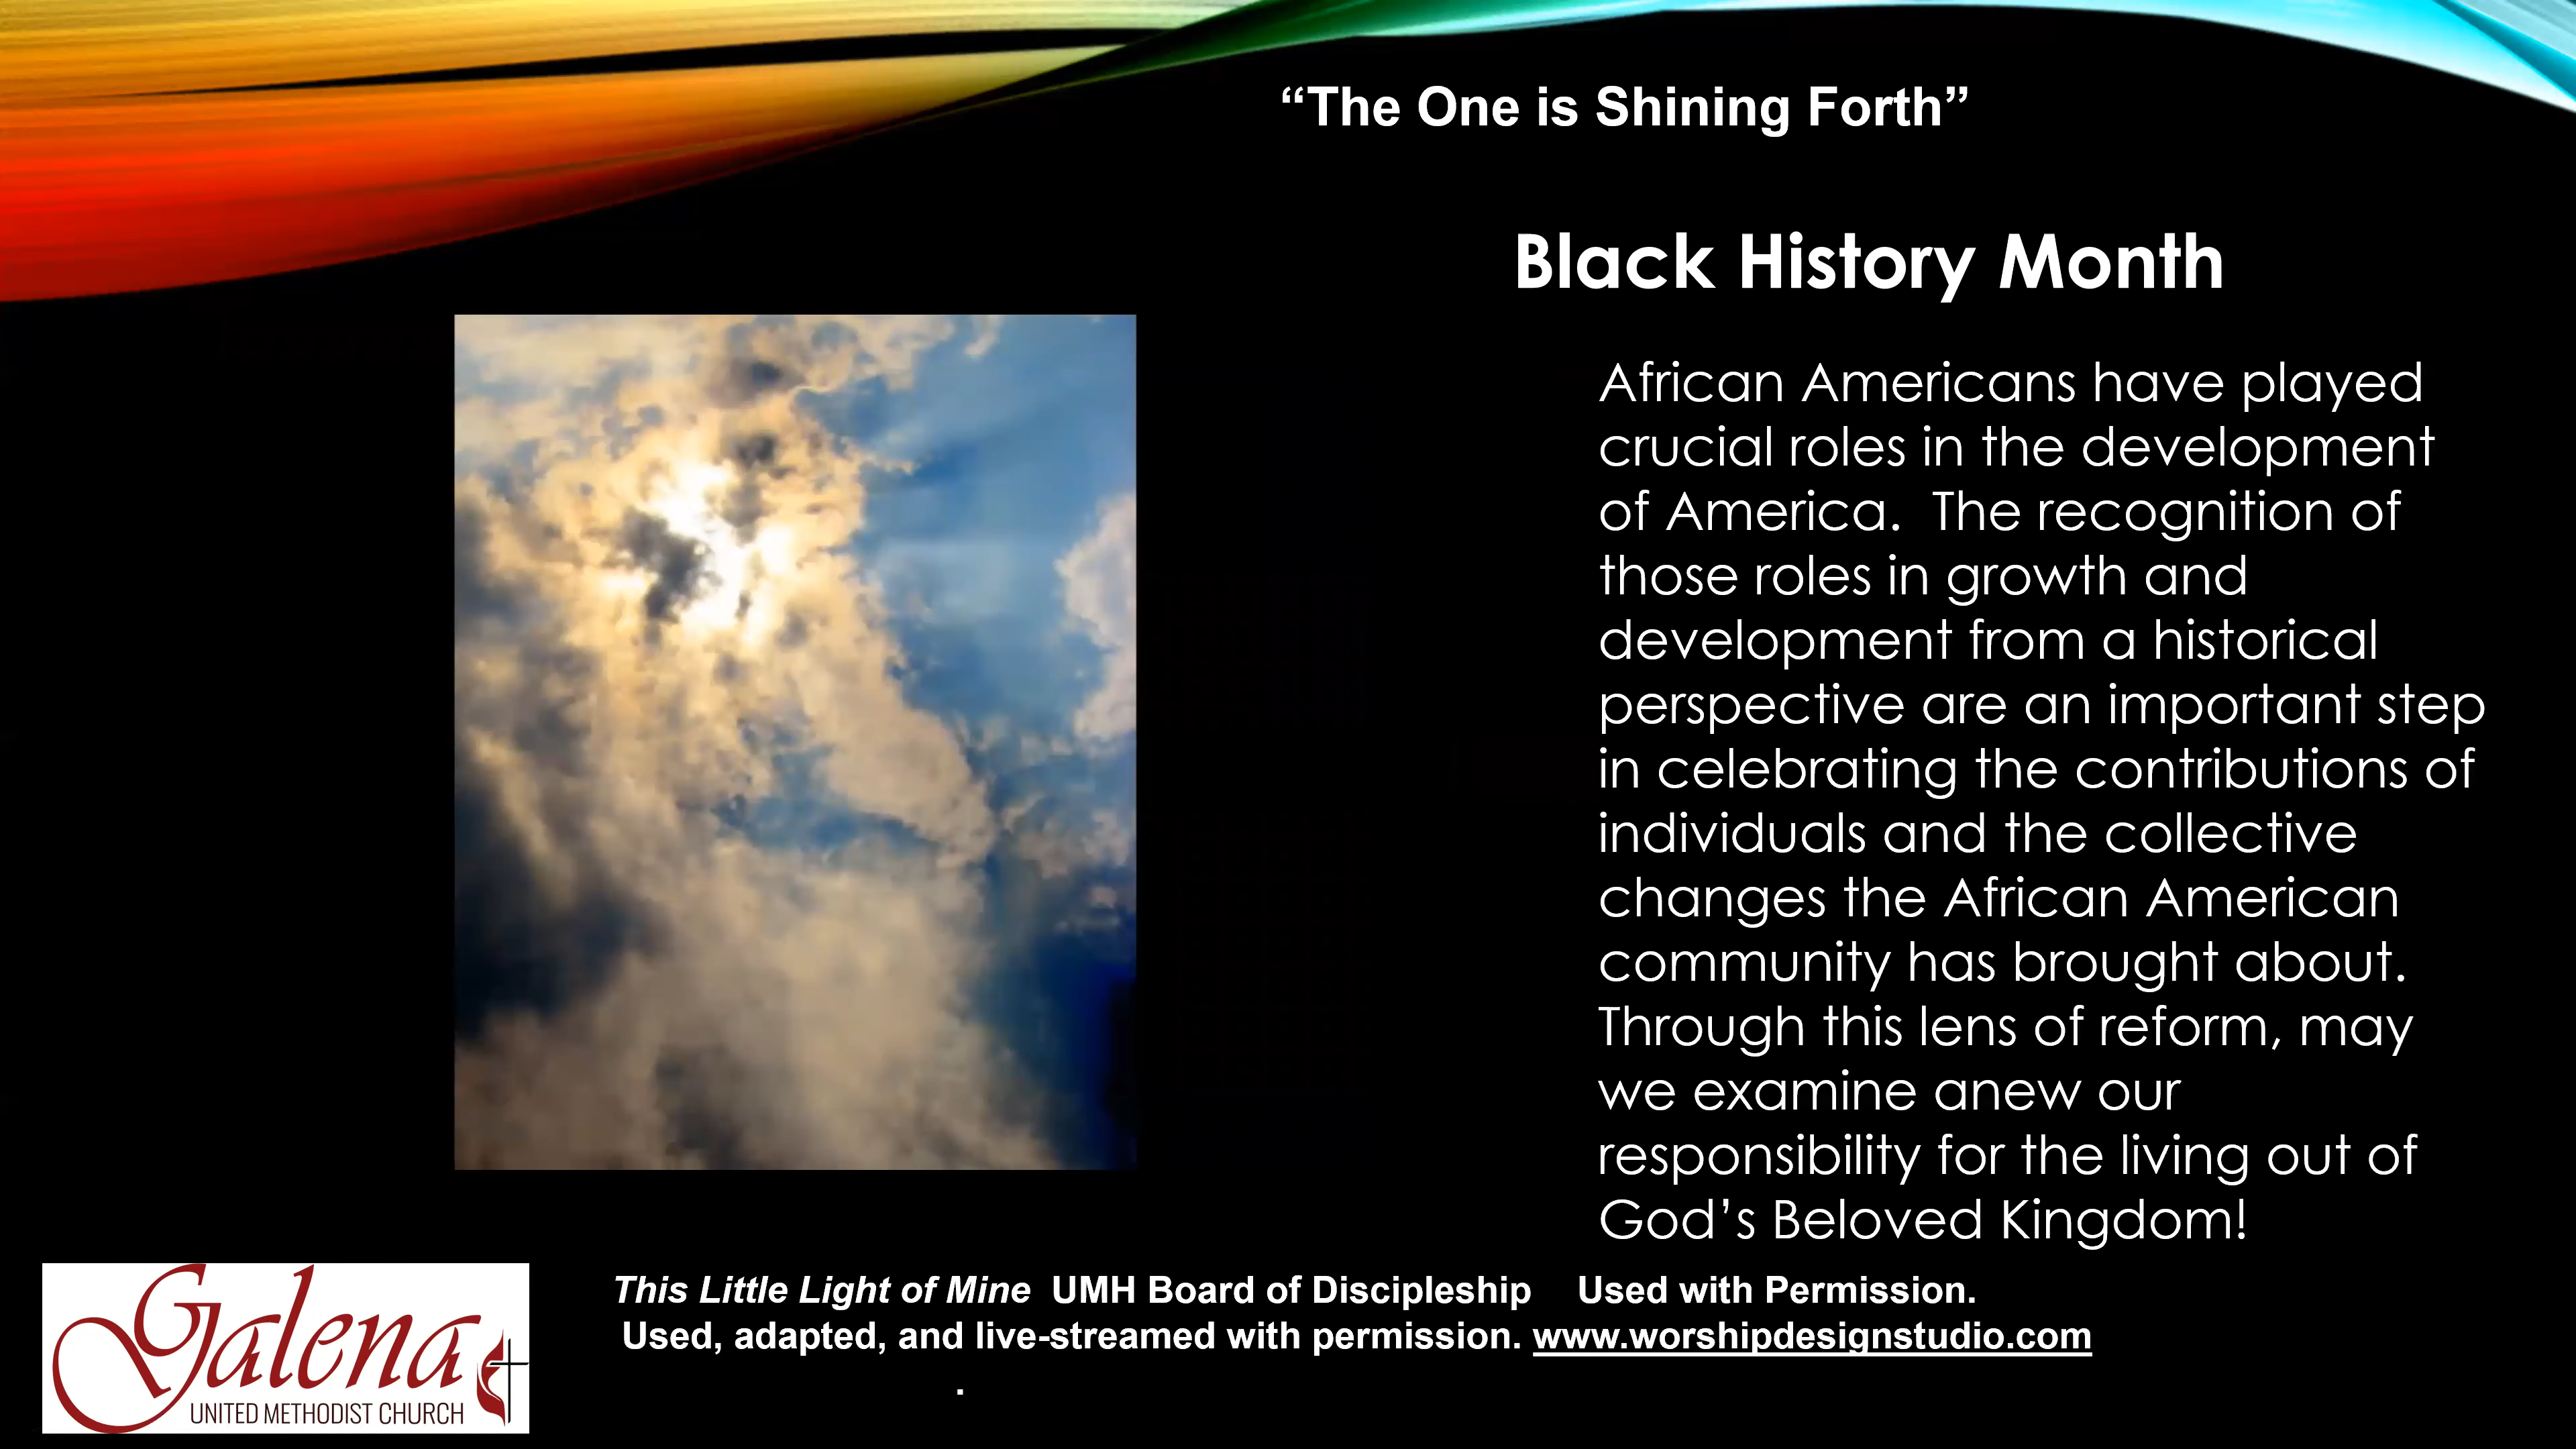 “The One is Shining Forth”
Black History Month
African Americans have played
crucial roles in the development
of America.  The recognition of
those roles in growth and
development from a historical
perspective are an important step
in celebrating the contributions of
individuals and the collective
changes the African American
community has brought about.
Through this lens of reform, may
we examine anew our
responsibility for the living out of
God’s Beloved Kingdom!
This Little Light of Mine  UMH Board of Discipleship    Used with Permission.
Used, adapted, and live-streamed with permission. www.worshipdesignstudio.com
.
Galena
UNITED METHODIST CHURCH